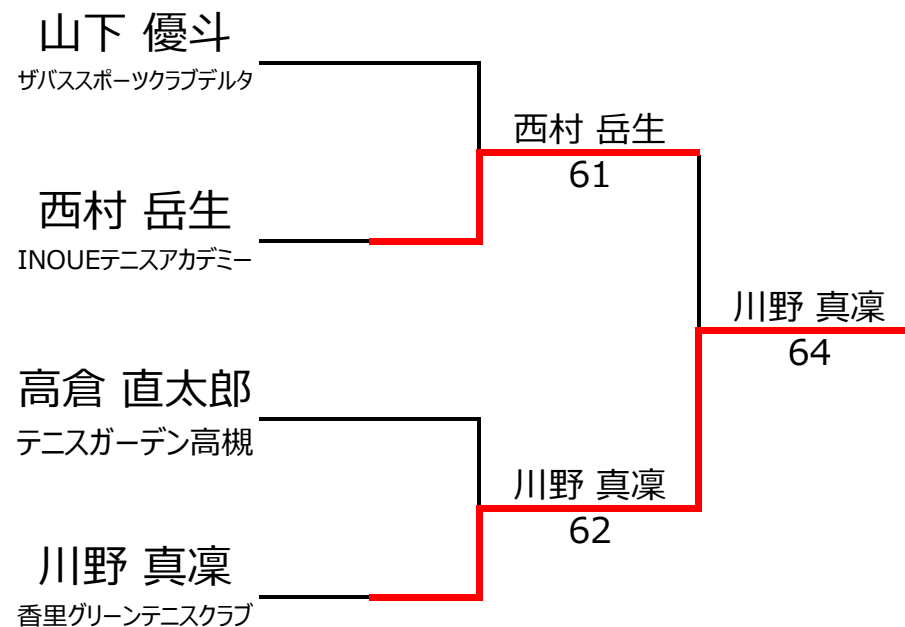 山下 優斗
ザバススポーツクラブデルタ
西村 岳生
61
西村 岳生
INOUEテニスアカデミー
川野 真凜
64
高倉 直太郎
テニスガーデン高槻
川野 真凜
62
川野 真凜
香里グリーンテニスクラブ